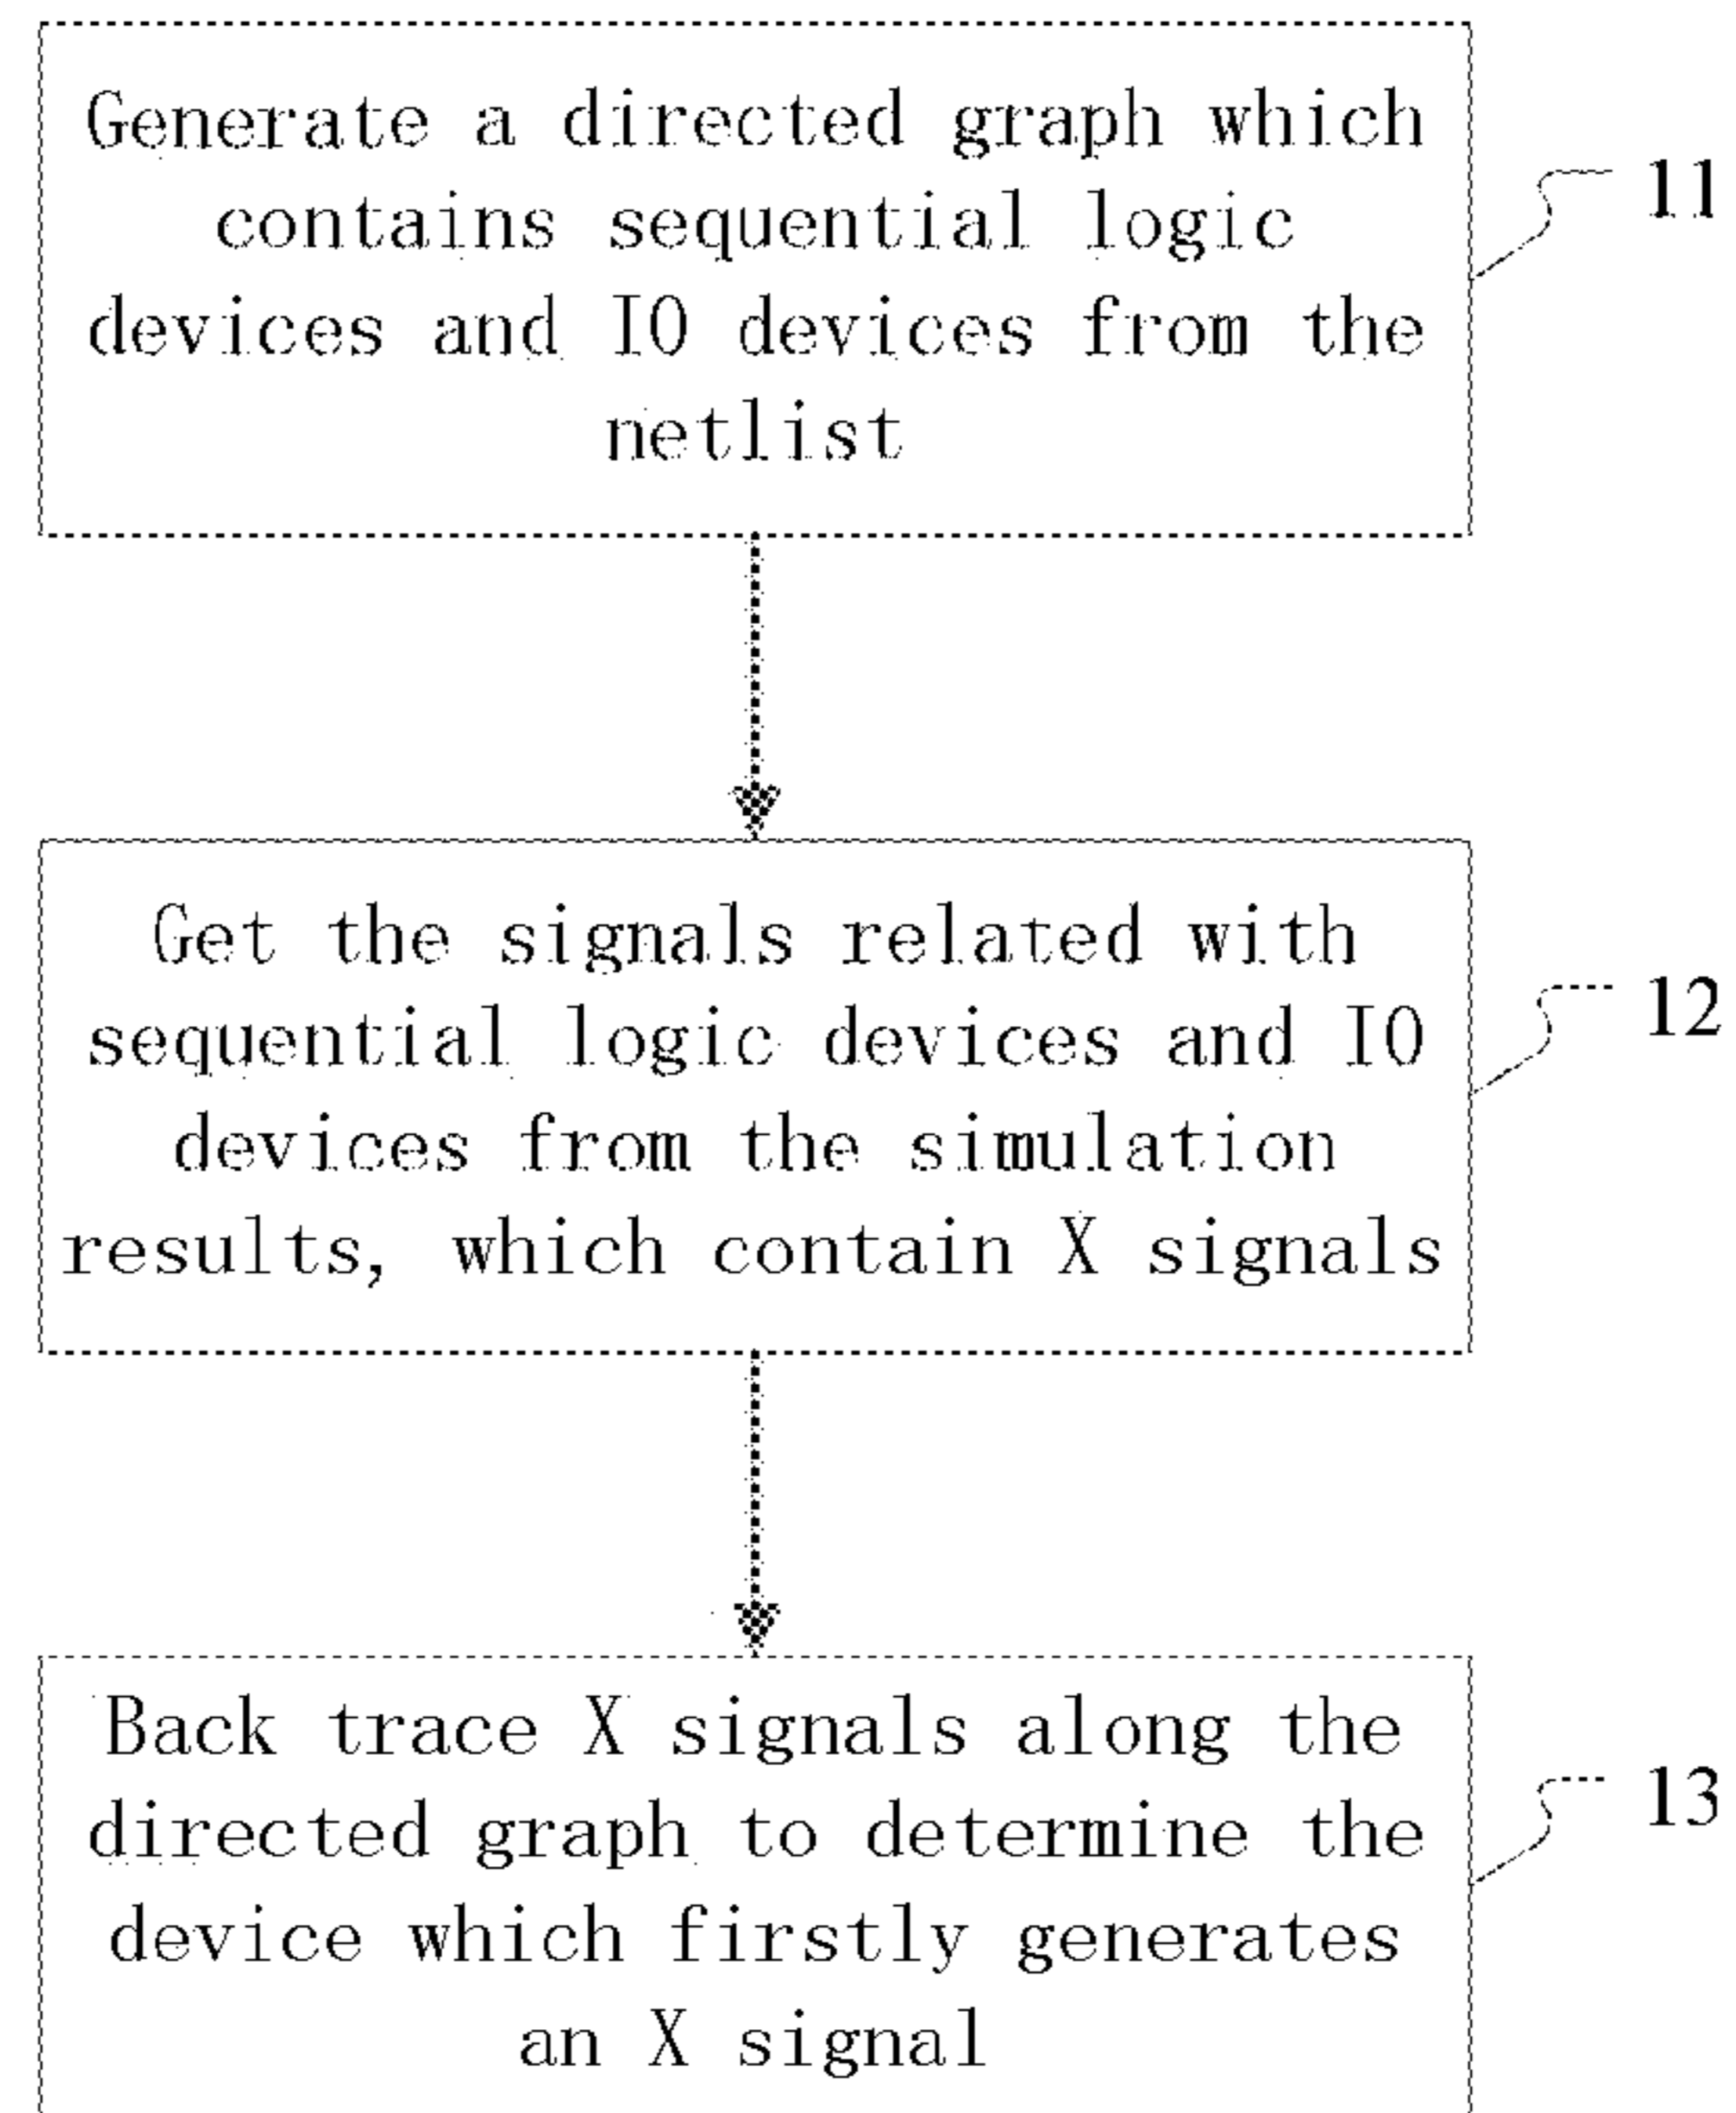 Generate a directed graph which
contains sequential logic
devices and IO devices from the
netlist
11
Get the signals related with
sequential logic devices and IO
devices from the simulation
results, which contain X signals
12
Back trace X signals along the
directed graph to determine the
device which firstly generates
an X signal
13